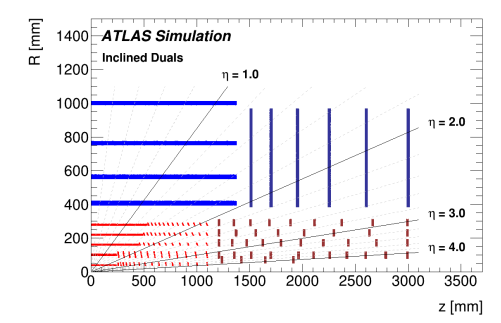 R [mm]
1400
1200
1000
800
600
400
200
0
ATLAS Simulation
Inclined Duals
η = 1.0
η = 2.0
η = 3.0
η = 4.0
0 500 1000 1500 2000 2500 3000 3500
z [mm]